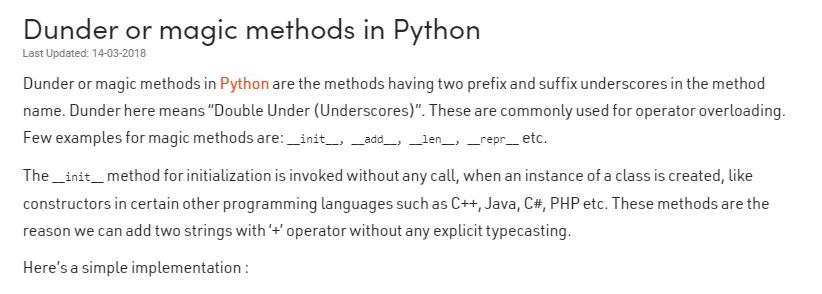 Dunder or magic methods in Python
Last Updated: 14-03-2018
Dunder or magic methods in Python are the methods having two prefix and suffix underscores in the method
name. Dunder here means “Double Under (Underscores)”. These are commonly used for operator overloading.
Few examples for magic methods are: __init__, __add__, __len__, __repr__ etc.
The __init__ method for initialization is invoked without any call, when an instance of a class is created, like
constructors in certain other programming languages such as C++, Java, C#, PHP etc. These methods are the
reason we can add two strings with ‘+’ operator without any explicit typecasting.
Here’s a simple implementation :